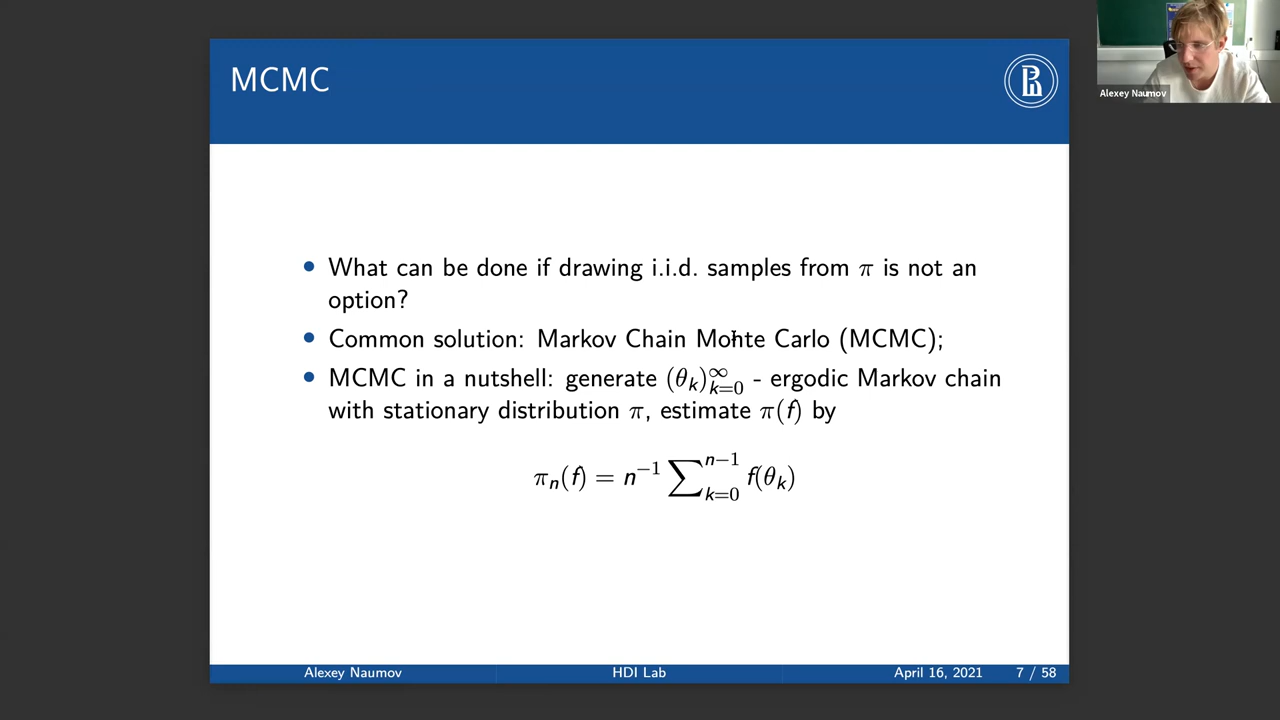 MCMC
Alexey Naumov
• What can be done if drawing i.i.d. samples from π is not an
option?
• Common solution: Markov Chain Monte Carlo (MCMC);
• MCMC in a nutshell: generate (θ_k)_{k=0}^∞ - ergodic Markov chain
with stationary distribution π, estimate π(f) by
π_n(f) = n^{-1} ∑_{k=0}^{n-1} f(θ_k)
Alexey Naumov HDI Lab April 16, 2021 7 / 58